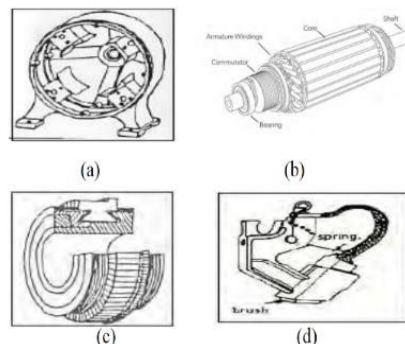 Shaft
Core
Armature Windings
Commutator
Bearing
(a)
(b)
spring.
brush
(c)
(d)